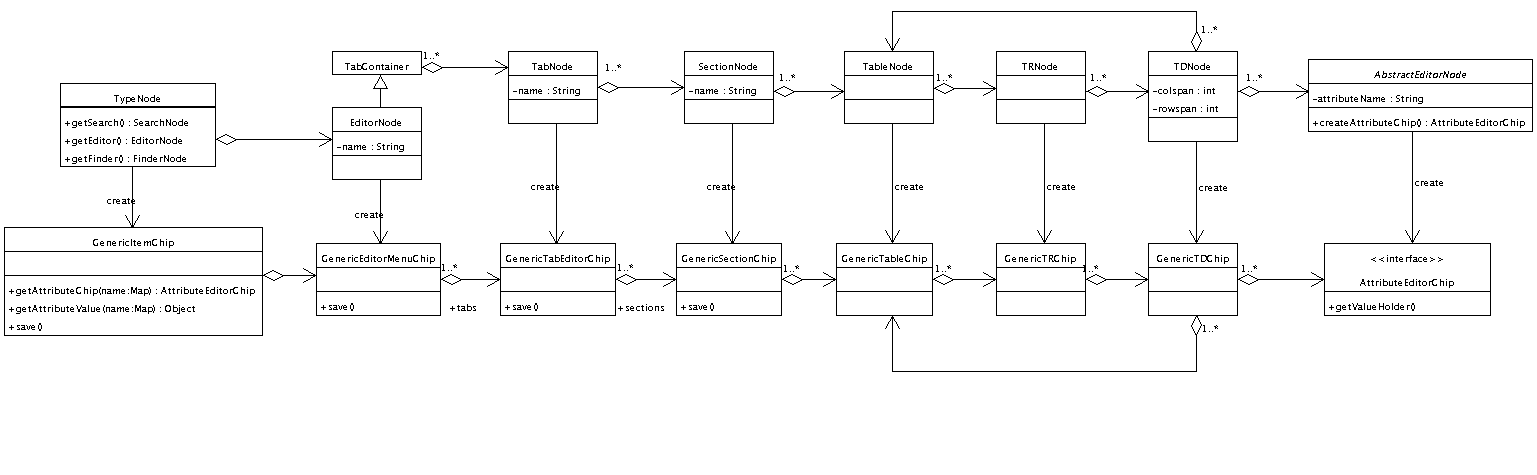 1..*
TabContainer
1..*
TabNode
-name : String
1..*
SectionNode
-name : String
1..*
TableNode
1..*
TRNode
1..*
TDNode
-colspan : int
-rowspan : int
1..*
1..*
AbstractEditorNode
-attributeName : String
+createAttributeChip() : AttributeEditorChip
TypeNode
+getSearch() : SearchNode
+getEditor() : EditorNode
+getFinder() : FinderNode
EditorNode
-name : String
create
create
create
create
create
create
create
create
GenericItemChip
+getAttributeChip(name:Map) : AttributeEditorChip
+getAttributeValue(name:Map) : Object
+save()
GenericEditorMenuChip
+save()
1..*
+tabs
GenericTabEditorChip
+save()
1..*
+sections
GenericSectionChip
+save()
1..*
GenericTableChip
1..*
GenericTRChip
1..*
GenericTDChip
1..*
1..*
<<interface>>
AttributeEditorChip
+getValueHolder()